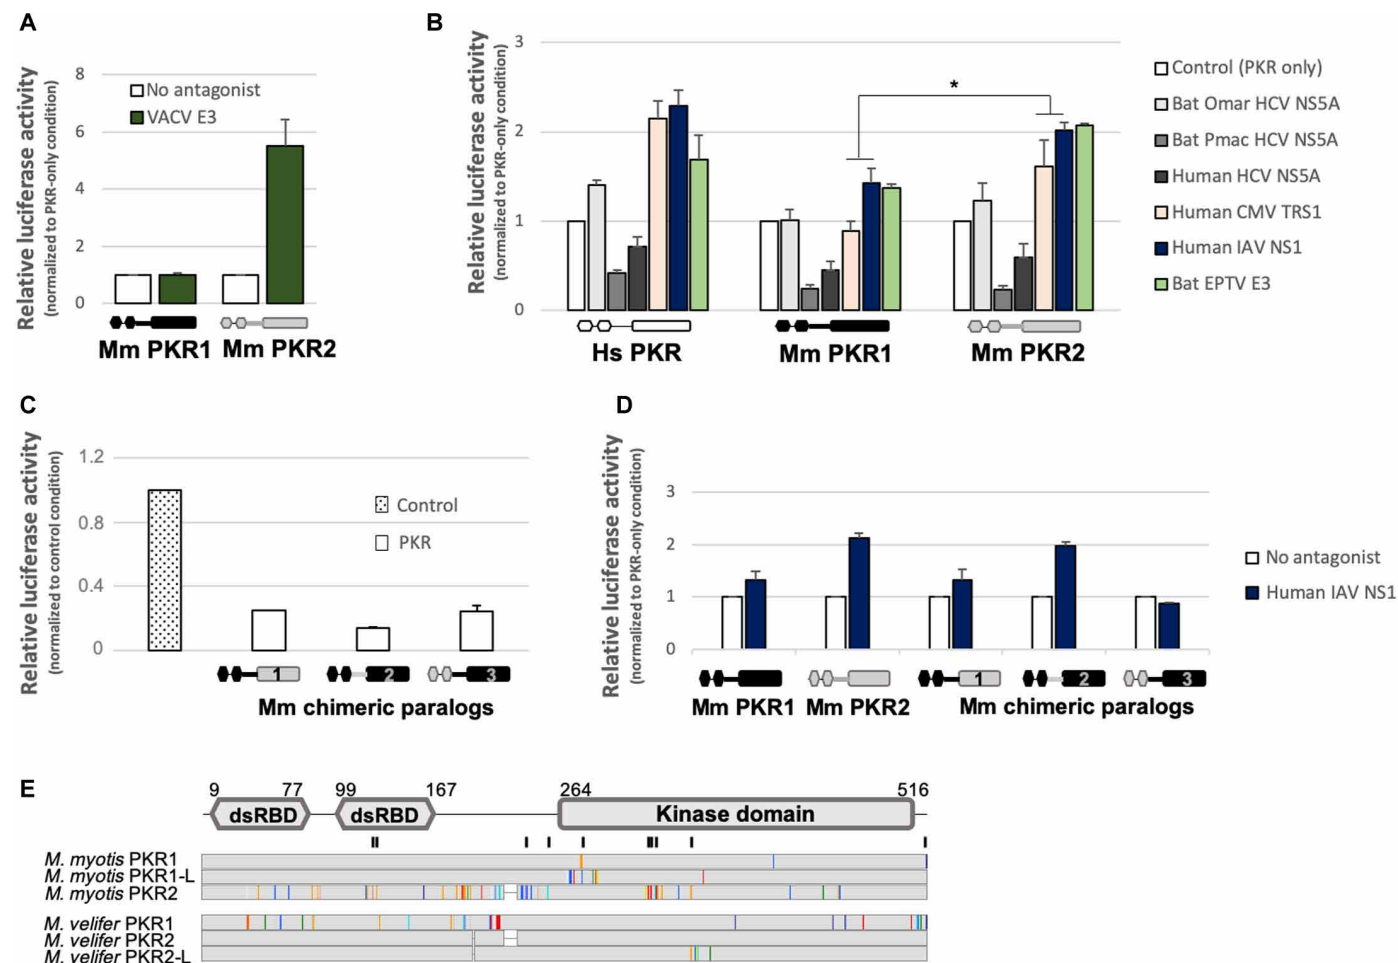 A
Relative luciferase activity
(normalized to PKR-only condition)
8
6
4
2
0
No antagonist
VACV E3
Mm PKR1
Mm PKR2
B
Relative luciferase activity
(normalized to PKR-only condition)
3
2
1
0
*
Hs PKR
Mm PKR1
Mm PKR2
Control (PKR only)
Bat Omar HCV NS5A
Bat Pmac HCV NS5A
Human HCV NS5A
Human CMV TRS1
Human IAV NS1
Bat EPTV E3
C
Relative luciferase activity
(normalized to control condition)
1.2
0.8
0.4
0
Control
PKR
1
2
3
Mm chimeric paralogs
D
Relative luciferase activity
(normalized to PKR-only condition)
3
2
1
0
1
2
3
Mm PKR1
Mm PKR2
Mm chimeric paralogs
No antagonist
Human IAV NS1
E
9 77 99 167 264 516
dsRBD dsRBD Kinase domain
M. myotis PKR1
M. myotis PKR1-L
M. myotis PKR2
M. velifer PKR1
M. velifer PKR2
M. velifer PKR2-L